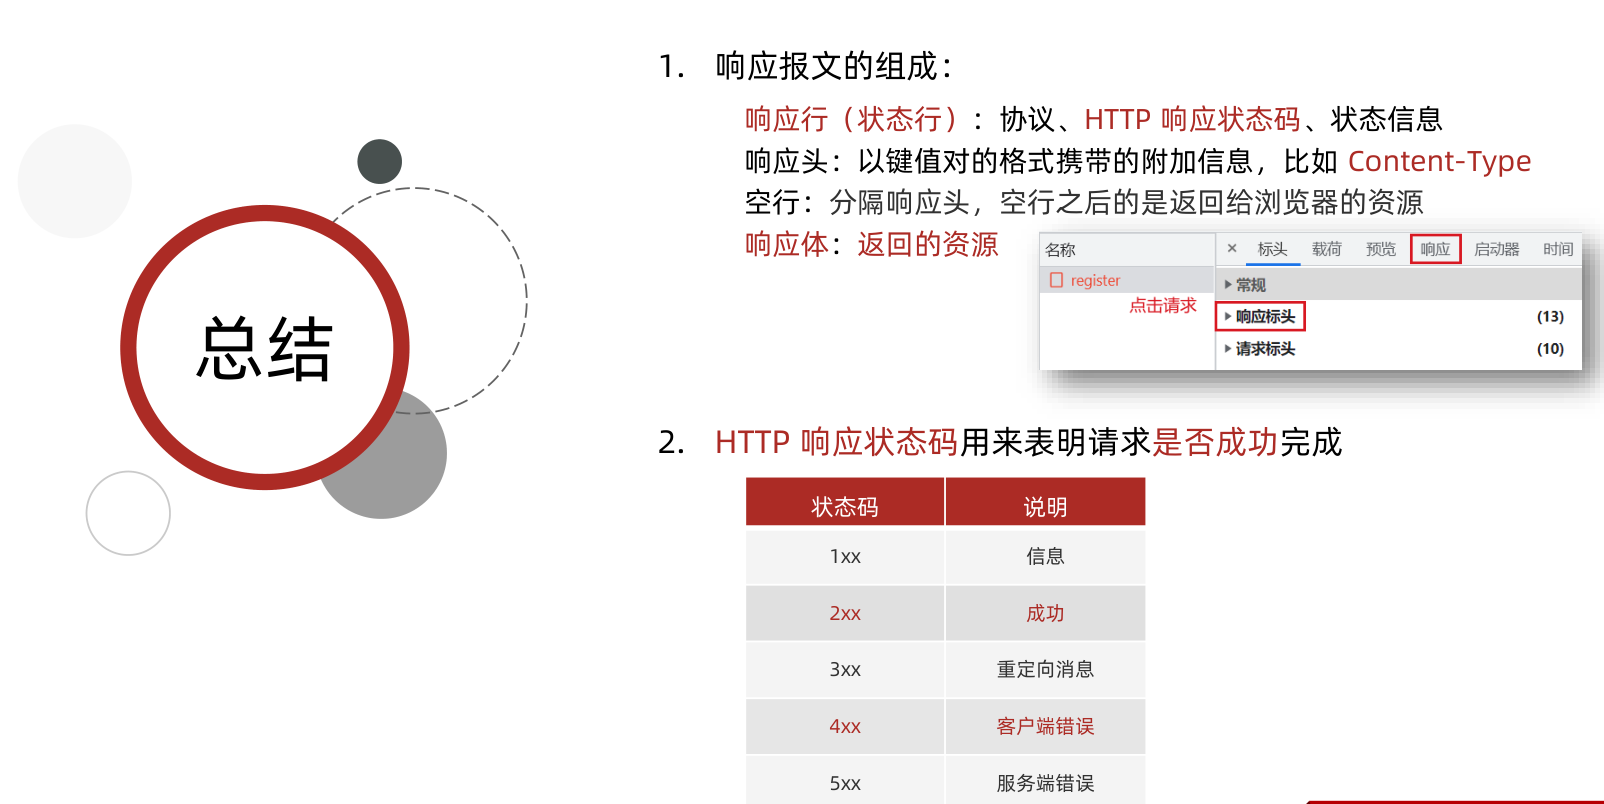 总结
1. 响应报文的组成：
响应行（状态行）：协议、HTTP 响应状态码、状态信息
响应头：以键值对的格式携带的附加信息，比如 Content-Type
空行：分隔响应头，空行之后的是返回给浏览器的资源
响应体：返回的资源
名称
× 标头 载荷 预览 响应 启动器 时间
register
点击请求
常规
响应标头 (13)
请求标头 (10)
2. HTTP 响应状态码用来表明请求是否成功完成
状态码 说明
1xx 信息
2xx 成功
3xx 重定向消息
4xx 客户端错误
5xx 服务端错误